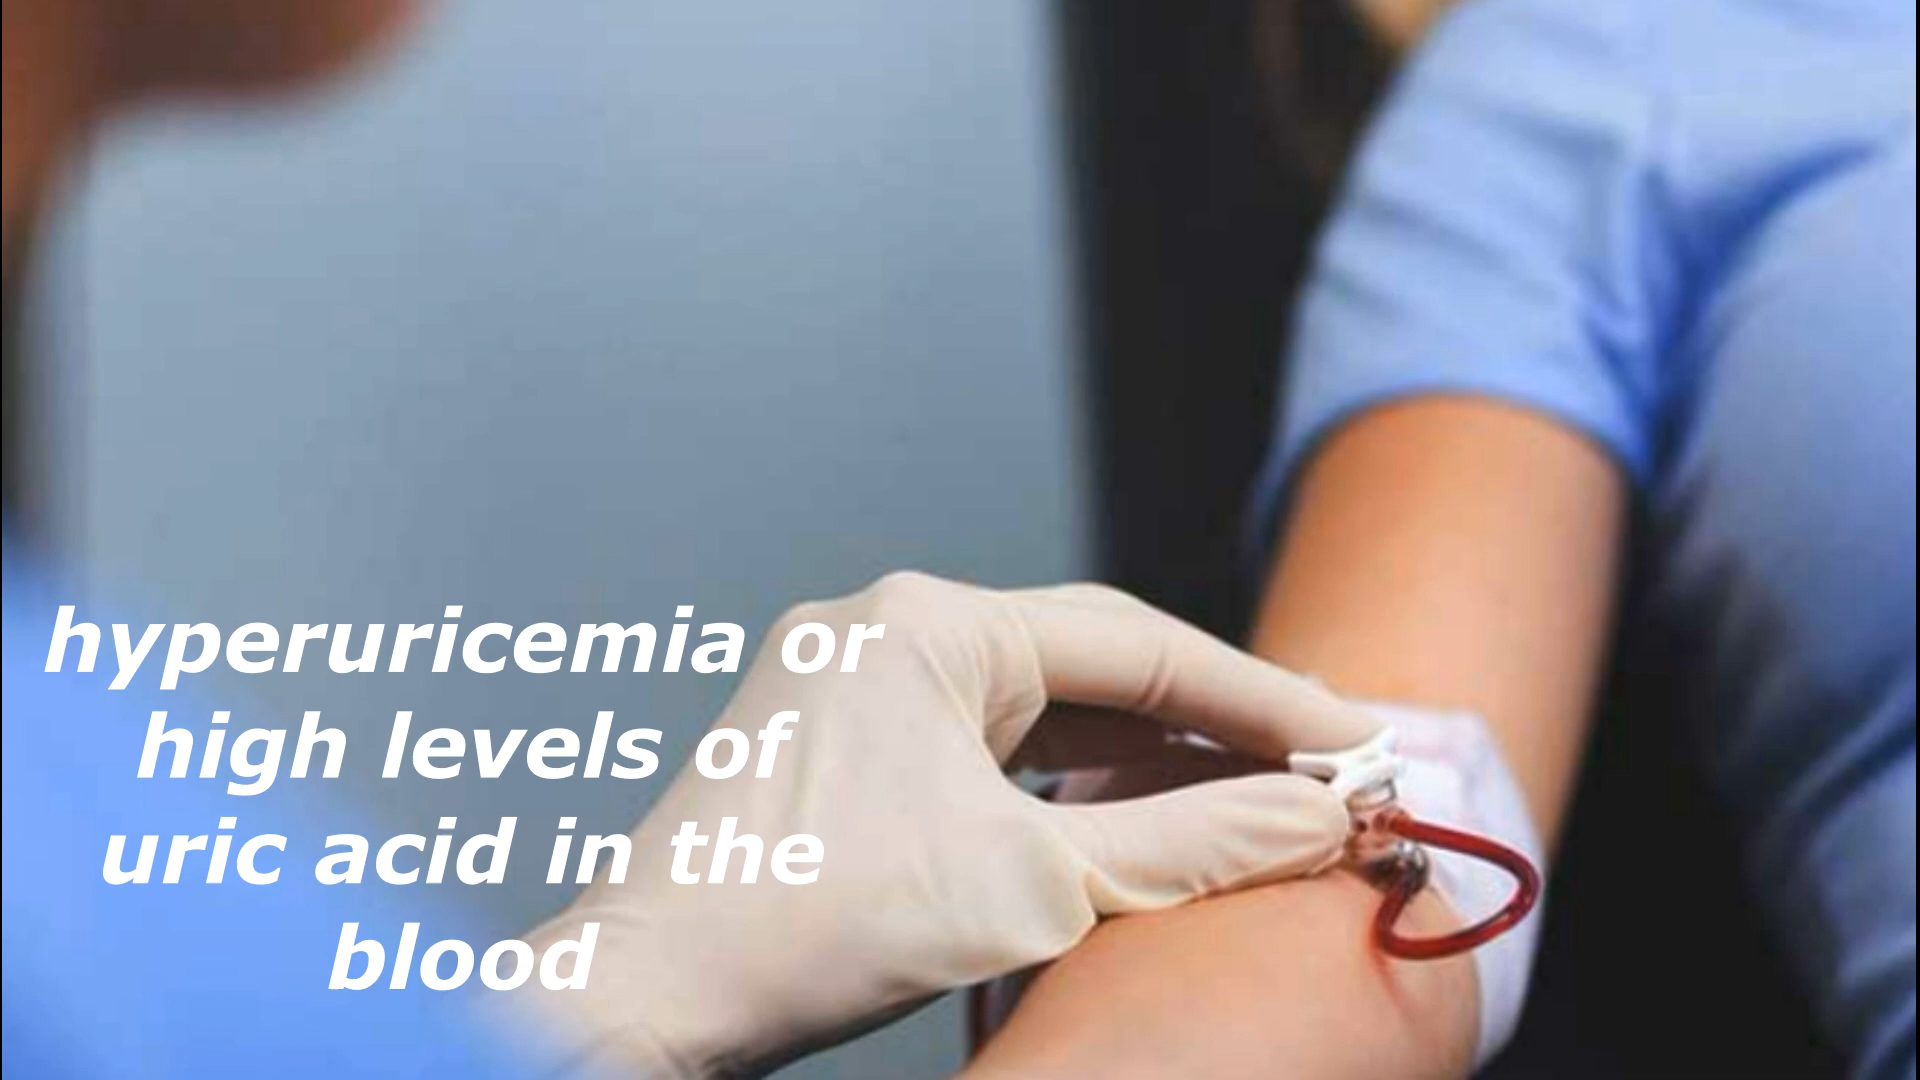 hyperuricemia or
high levels of
uric acid in the
blood